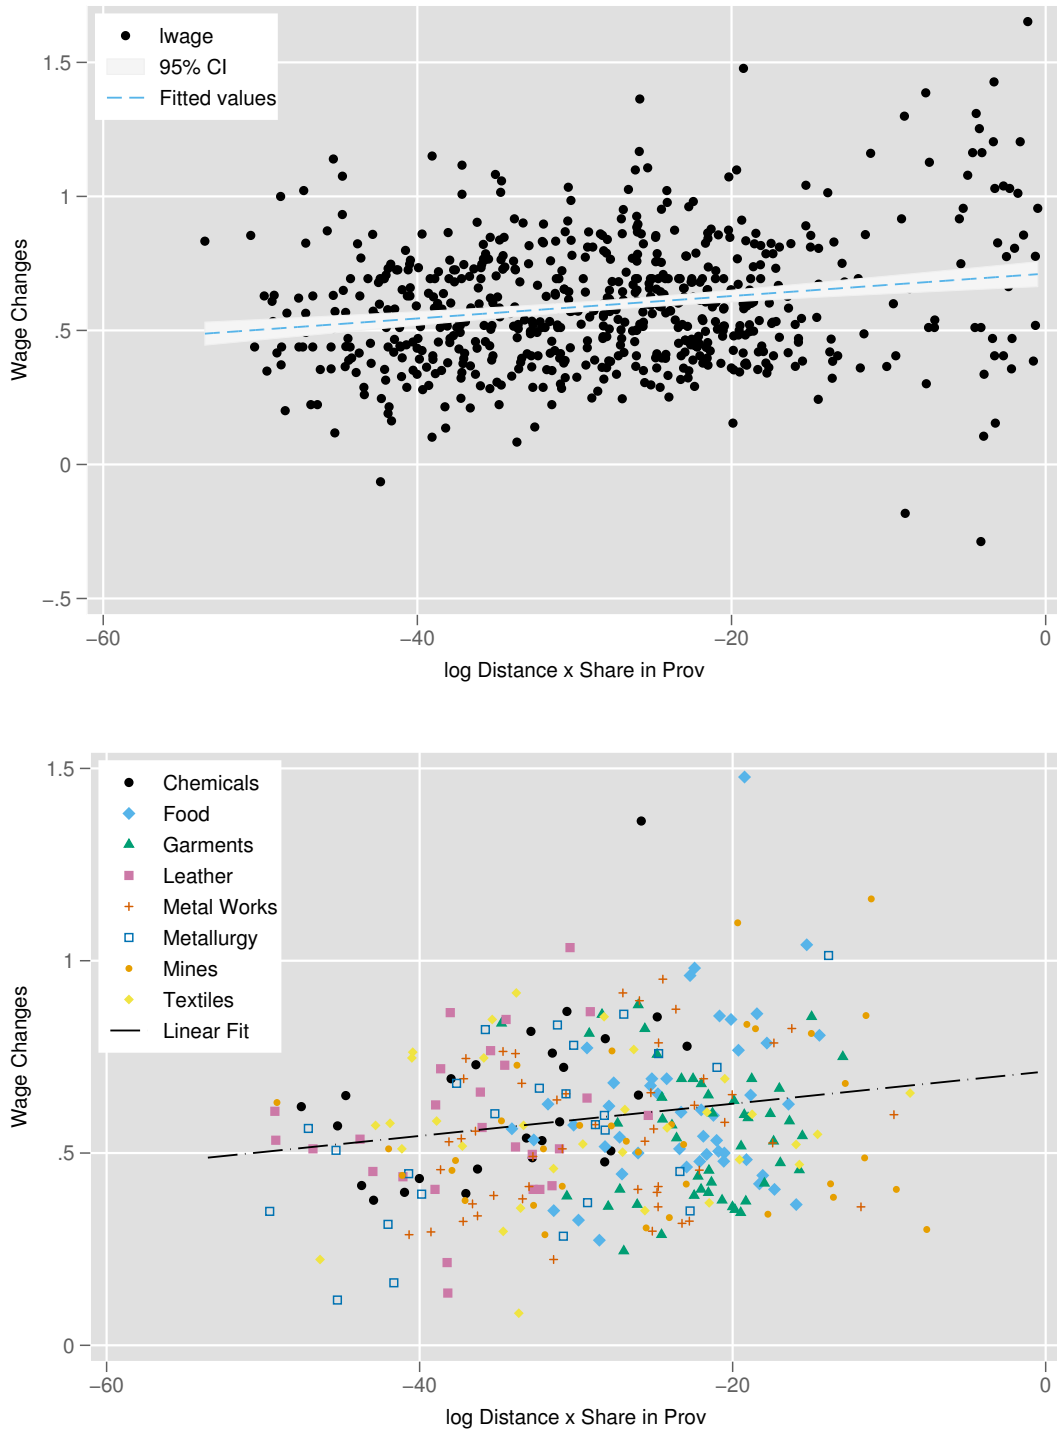 lwage
95% CI
Fitted values
1.5
1
.5
0
−.5
Wage Changes
−60
−40
−20
0
log Distance x Share in Prov
Chemicals
Food
Garments
Leather
Metal Works
Metallurgy
Mines
Textiles
Linear Fit
1.5
1
.5
0
Wage Changes
−60
−40
−20
0
log Distance x Share in Prov